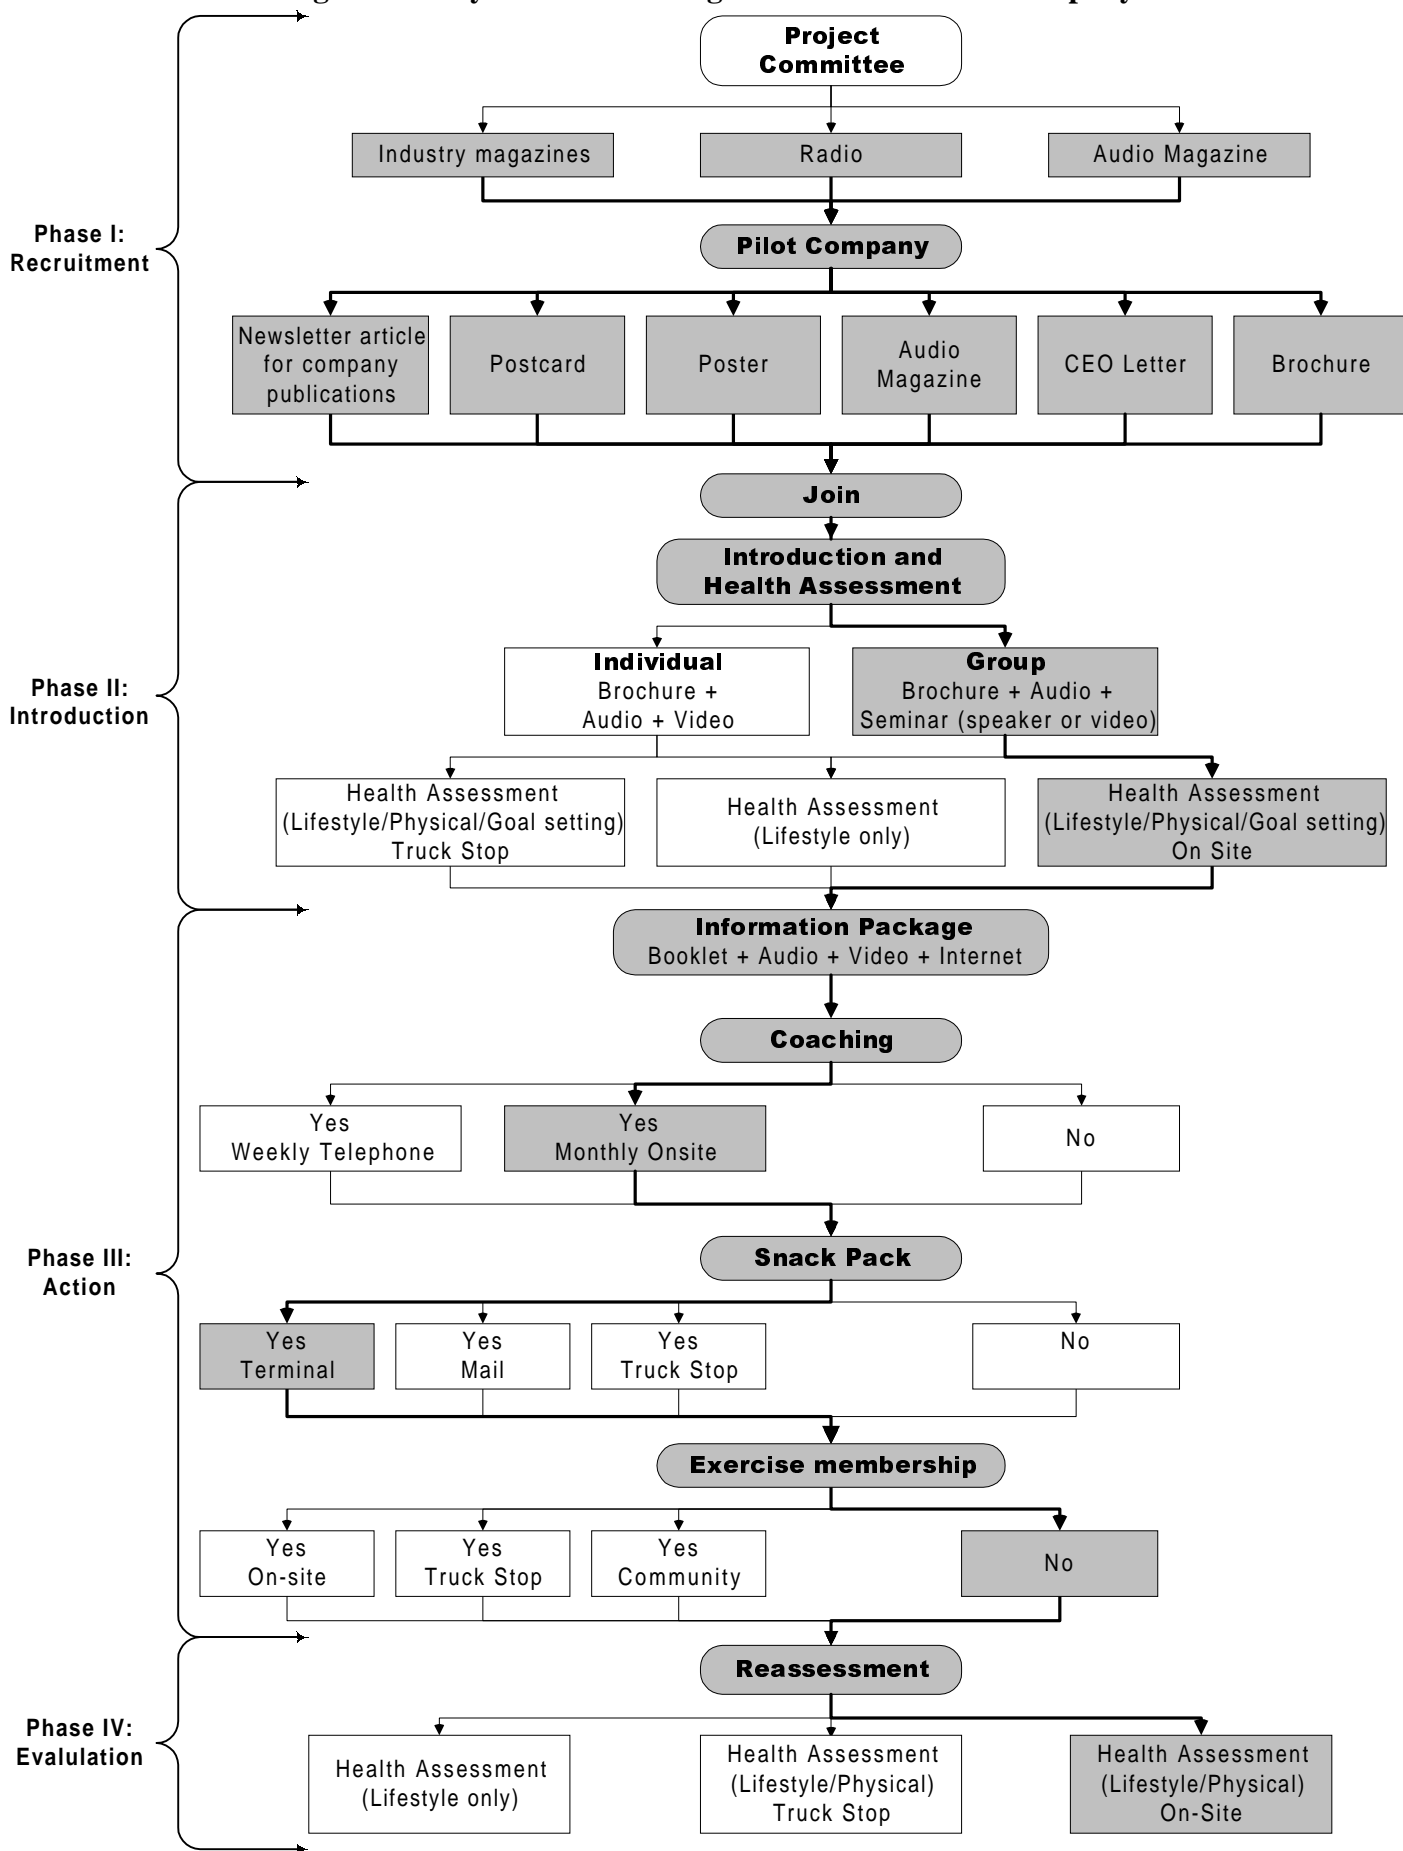 Project
Committee
Industry magazines
Radio
Audio Magazine
Phase I:
Recruitment
Pilot Company
Newsletter article
for company
publications
Postcard
Poster
Audio
Magazine
CEO Letter
Brochure
Join
Introduction and
Health Assessment
Phase II:
Introduction
Individual
Brochure +
Audio + Video
Group
Brochure + Audio +
Seminar (speaker or video)
Health Assessment
(Lifestyle/Physical/Goal setting)
Truck Stop
Health Assessment
(Lifestyle only)
Health Assessment
(Lifestyle/Physical/Goal setting)
On Site
Information Package
Booklet + Audio + Video + Internet
Coaching
Yes
Weekly Telephone
Yes
Monthly Onsite
No
Phase III:
Action
Snack Pack
Yes
Terminal
Yes
Mail
Yes
Truck Stop
No
Exercise membership
Yes
On-site
Yes
Truck Stop
Yes
Community
No
Reassessment
Phase IV:
Evalulation
Health Assessment
(Lifestyle only)
Health Assessment
(Lifestyle/Physical)
Truck Stop
Health Assessment
(Lifestyle/Physical)
On-Site